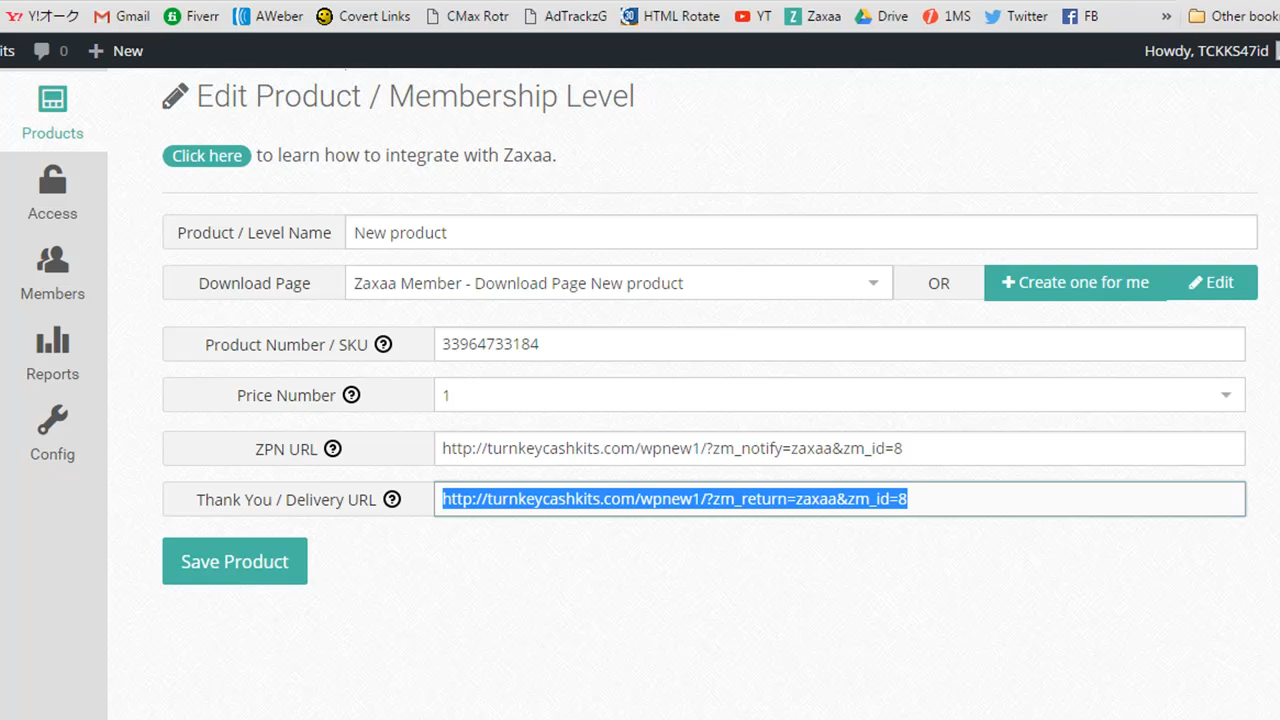 Y!オーク Gmail Fiverr AWeber Covert Links CMax Rotr AdTrackzG HTML Rotate YT Zaxaa Drive 1MS Twitter FB » Other book
its 0 New Howdy, TCKKS47id
Edit Product / Membership Level
Products
Click here to learn how to integrate with Zaxaa.
Access
Product / Level Name New product
Download Page Zaxaa Member - Download Page New product OR Create one for me Edit
Members
Product Number / SKU 33964733184
Reports
Price Number 1
Config
ZPN URL http://turnkeycashkits.com/wpnew1/?zm_notify=zaxaa&zm_id=8
Thank You / Delivery URL http://turnkeycashkits.com/wpnew1/?zm_return=zaxaa&zm_id=8
Save Product